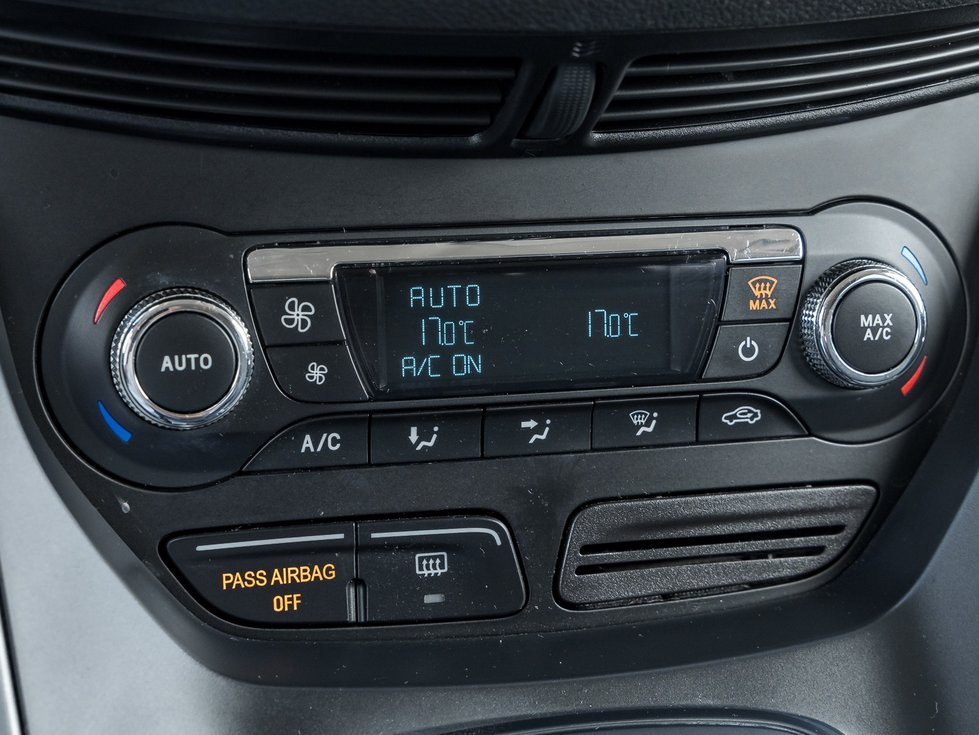 AUTO
17.0°C
17.0°C
A/C ON
MAX
AUTO
MAX
A/C
A/C
PASS AIRBAG
OFF